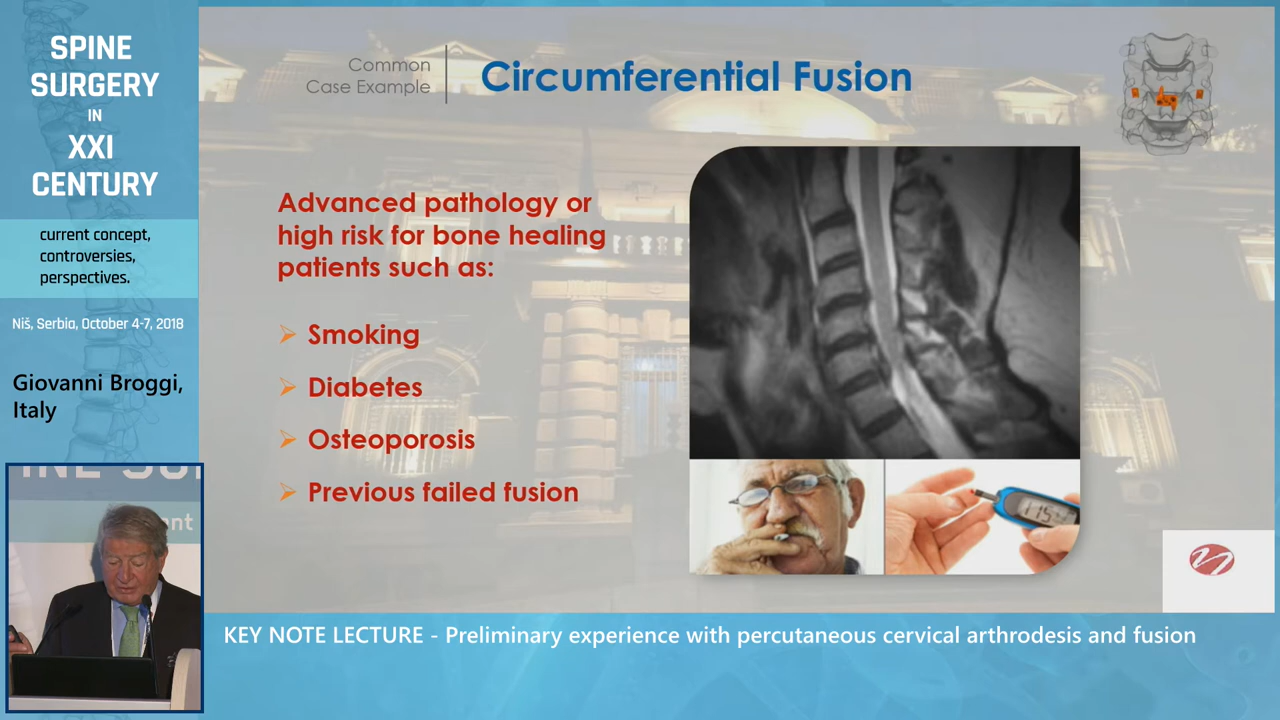 SPINE
SURGERY
IN
XXI
CENTURY
current concept,
controversies,
perspectives.
Niš, Serbia, October 4-7, 2018
Giovanni Broggi,
Italy
Common
Case Example
Circumferential Fusion
Advanced pathology or
high risk for bone healing
patients such as:
Smoking
Diabetes
Osteoporosis
Previous failed fusion
115
KEY NOTE LECTURE - Preliminary experience with percutaneous cervical arthrodesis and fusion